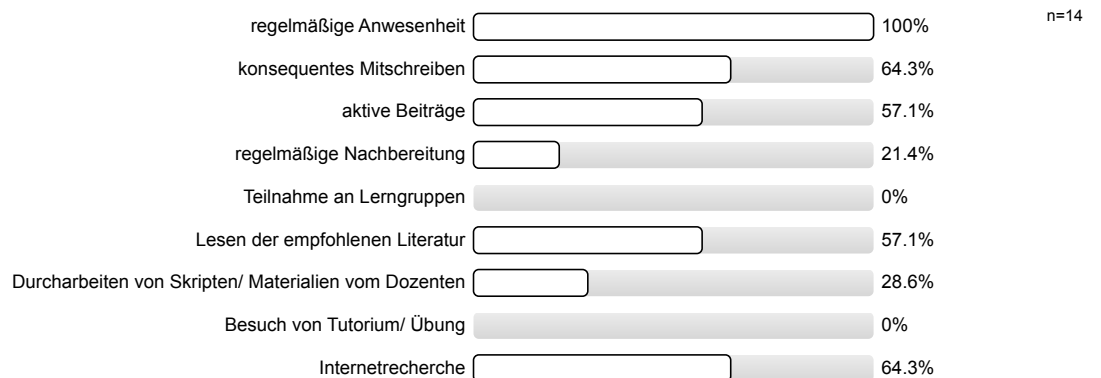 regelmäßige Anwesenheit 100% n=14
konsequentes Mitschreiben 64.3%
aktive Beiträge 57.1%
regelmäßige Nachbereitung 21.4%
Teilnahme an Lerngruppen 0%
Lesen der empfohlenen Literatur 57.1%
Durcharbeiten von Skripten/ Materialien vom Dozenten 28.6%
Besuch von Tutorium/ Übung 0%
Internetrecherche 64.3%